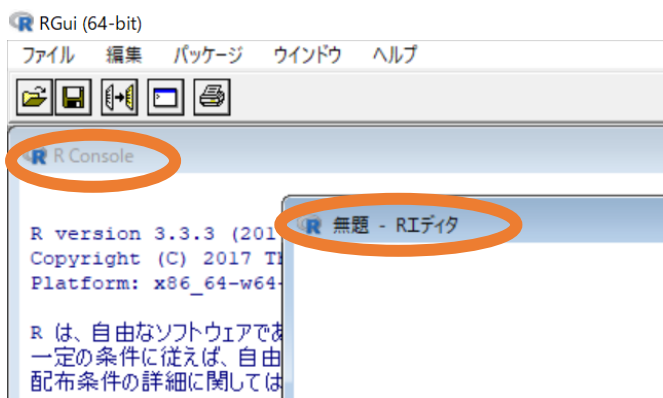 RGui (64-bit)
ファイル 編集 パッケージ ウインドウ ヘルプ
R Console
無題 - Rエディタ
R version 3.3.3 (201
Copyright (C) 2017
Platform: x86_64-w64-
R は、自由なソフトウェアであ
一定の条件に従えば、自由
配布条件の詳細に関しては